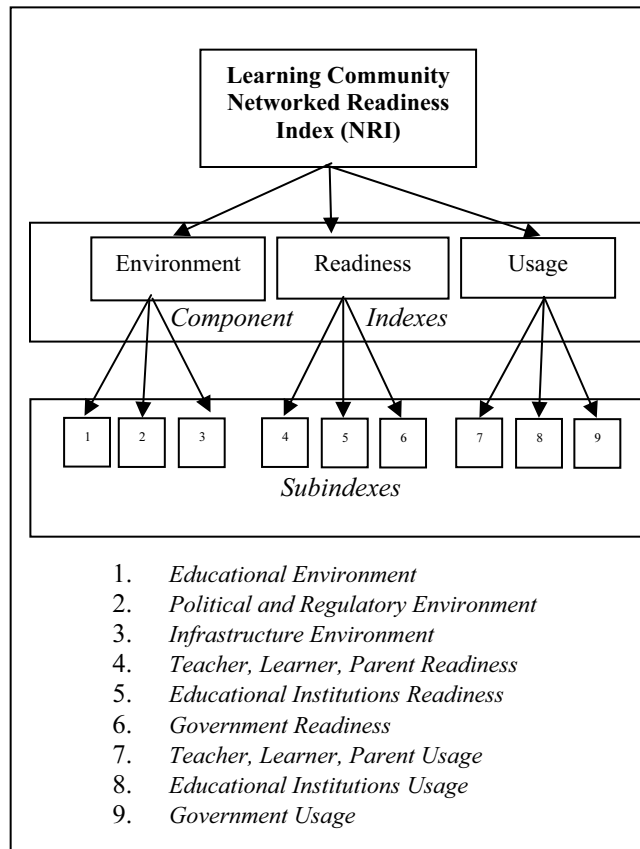 Learning Community
Networked Readiness
Index (NRI)
Environment Readiness Usage
Component Indexes
1 2 3 4 5 6 7 8 9
Subindexes
1. Educational Environment
2. Political and Regulatory Environment
3. Infrastructure Environment
4. Teacher, Learner, Parent Readiness
5. Educational Institutions Readiness
6. Government Readiness
7. Teacher, Learner, Parent Usage
8. Educational Institutions Usage
9. Government Usage